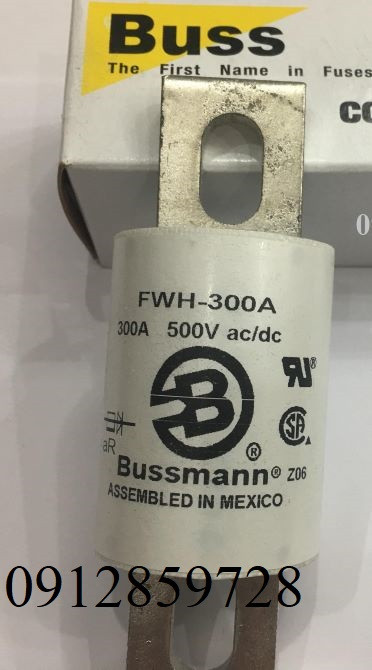 Buss
The First Name in Fuses
FWH-300A
300A 500V ac/dc
B
aR
Bussmann® Z06
ASSEMBLED IN MEXICO
0912859728